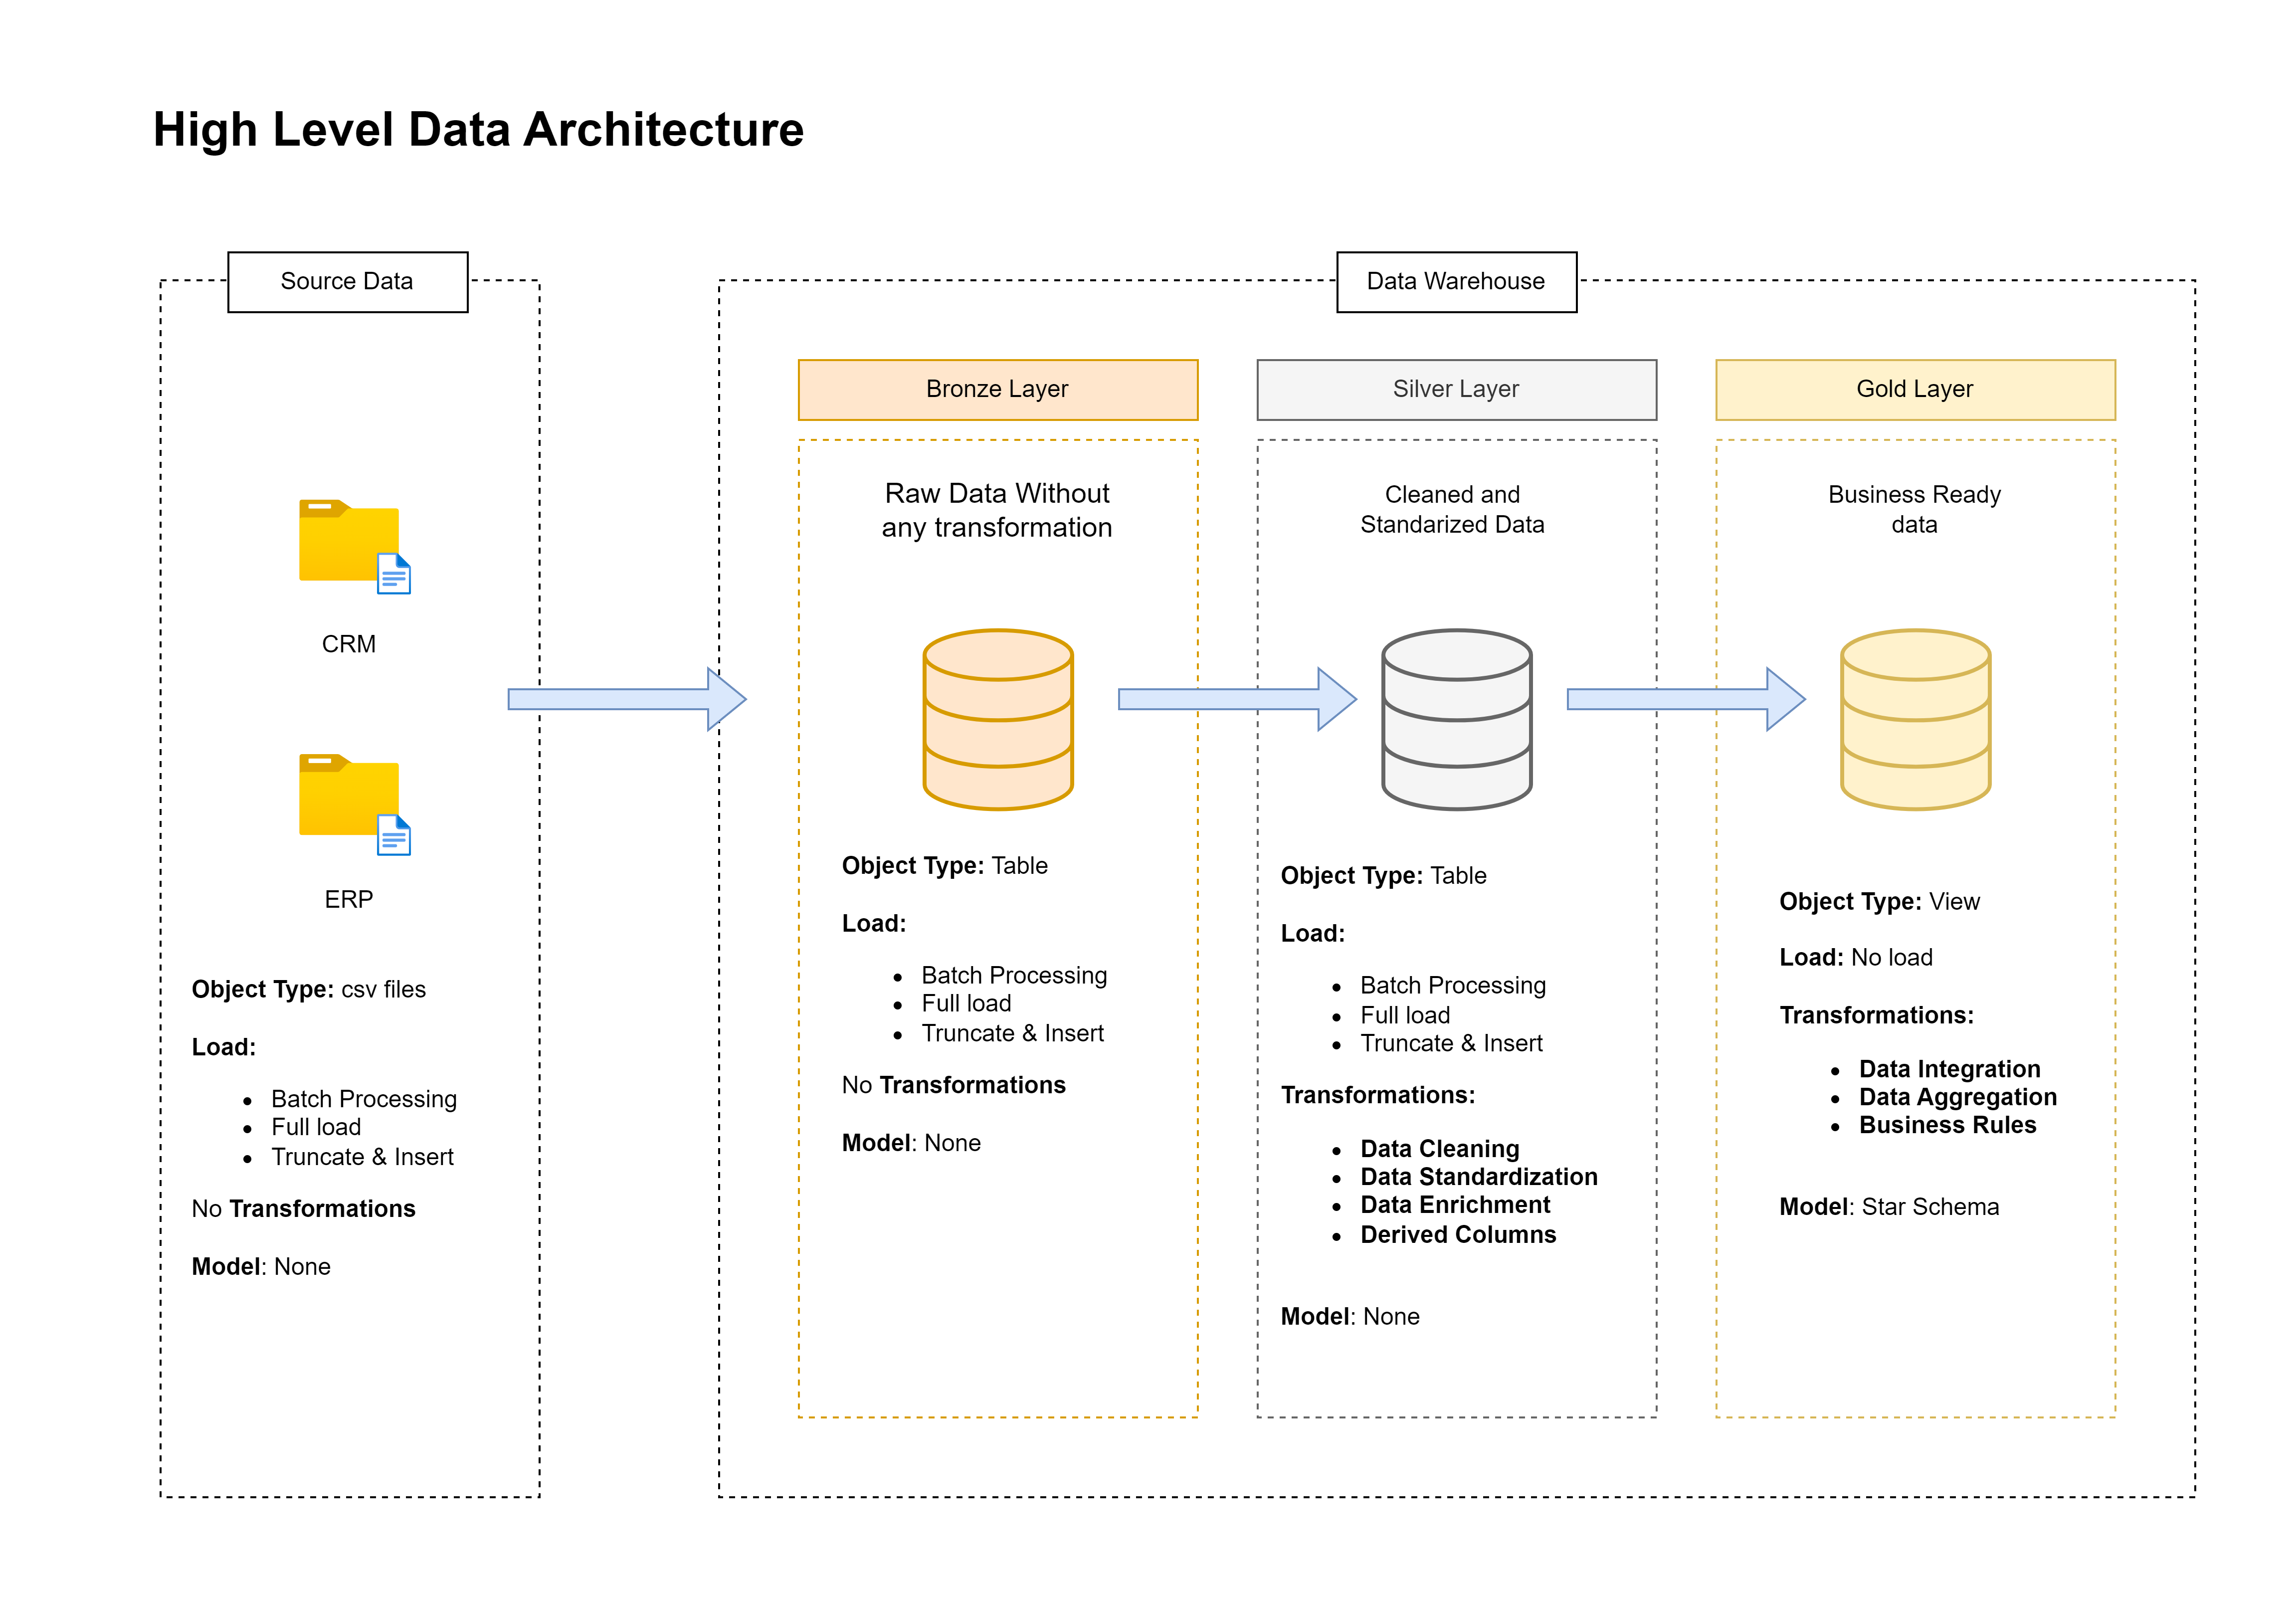 High Level Data Architecture
Source Data
CRM
ERP
Object Type: csv files
Load:
Batch Processing
Full load
Truncate & Insert
No Transformations
Model: None
Data Warehouse
Bronze Layer
Raw Data Without
any transformation
Object Type: Table
Load:
Batch Processing
Full load
Truncate & Insert
No Transformations
Model: None
Silver Layer
Cleaned and
Standarized Data
Object Type: Table
Load:
Batch Processing
Full load
Truncate & Insert
Transformations:
Data Cleaning
Data Standardization
Data Enrichment
Derived Columns
Model: None
Gold Layer
Business Ready
data
Object Type: View
Load: No load
Transformations:
Data Integration
Data Aggregation
Business Rules
Model: Star Schema